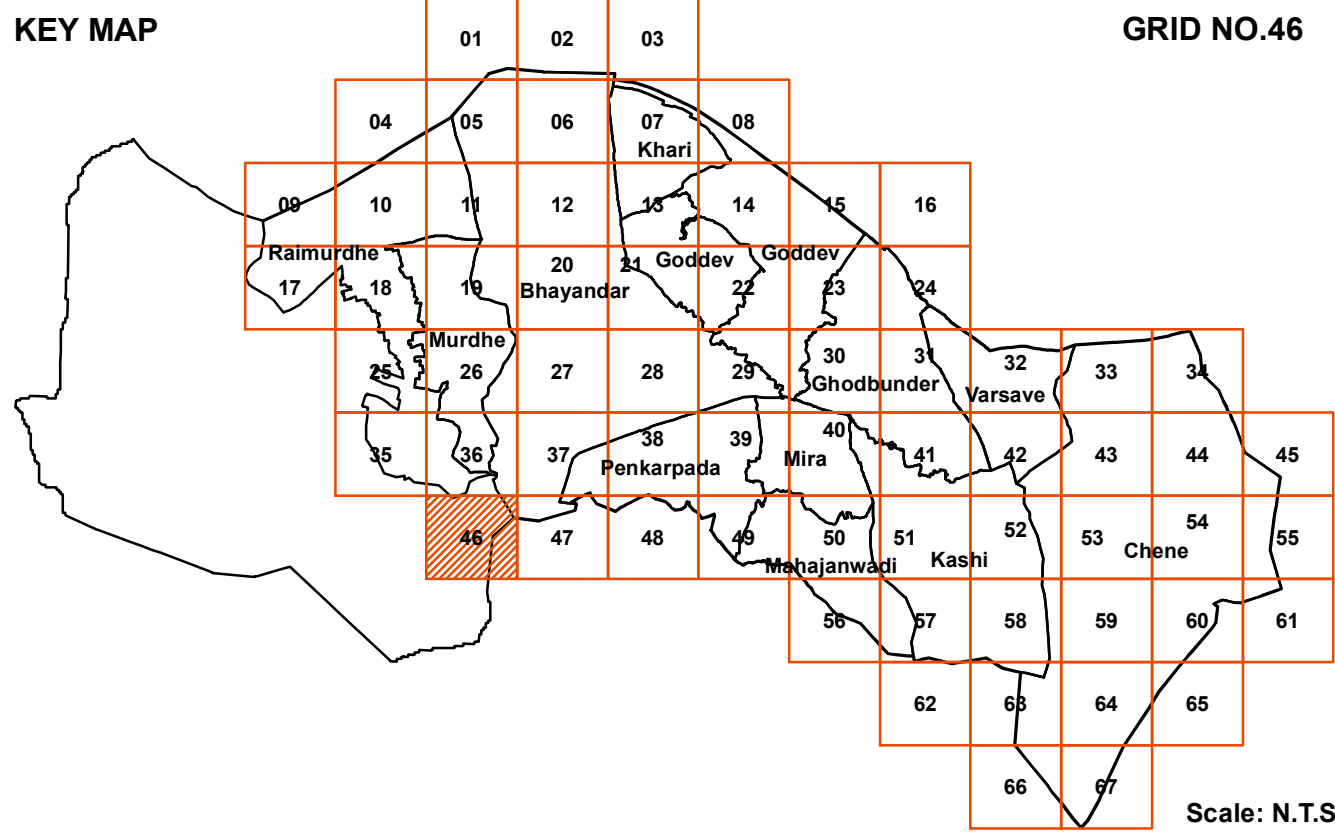 KEY MAP
GRID NO.46
01 02 03
04 05 06 07 08
Khari
09 10 11 12 13 14 15 16
Raimurdhe Goddev Goddev
17 18 19 20 21 22 23 24
Bhayandar
Murdhe
25 26 27 28 29 30 31 32 33 34
Ghodbunder Varsave
35 36 37 38 39 40 41 42 43 44 45
Penkarpada Mira
46 47 48 49 50 51 52 53 54 55
Mahajanwadi Kashi Chene
56 57 58 59 60 61
62 63 64 65
66 67
Scale: N.T.S